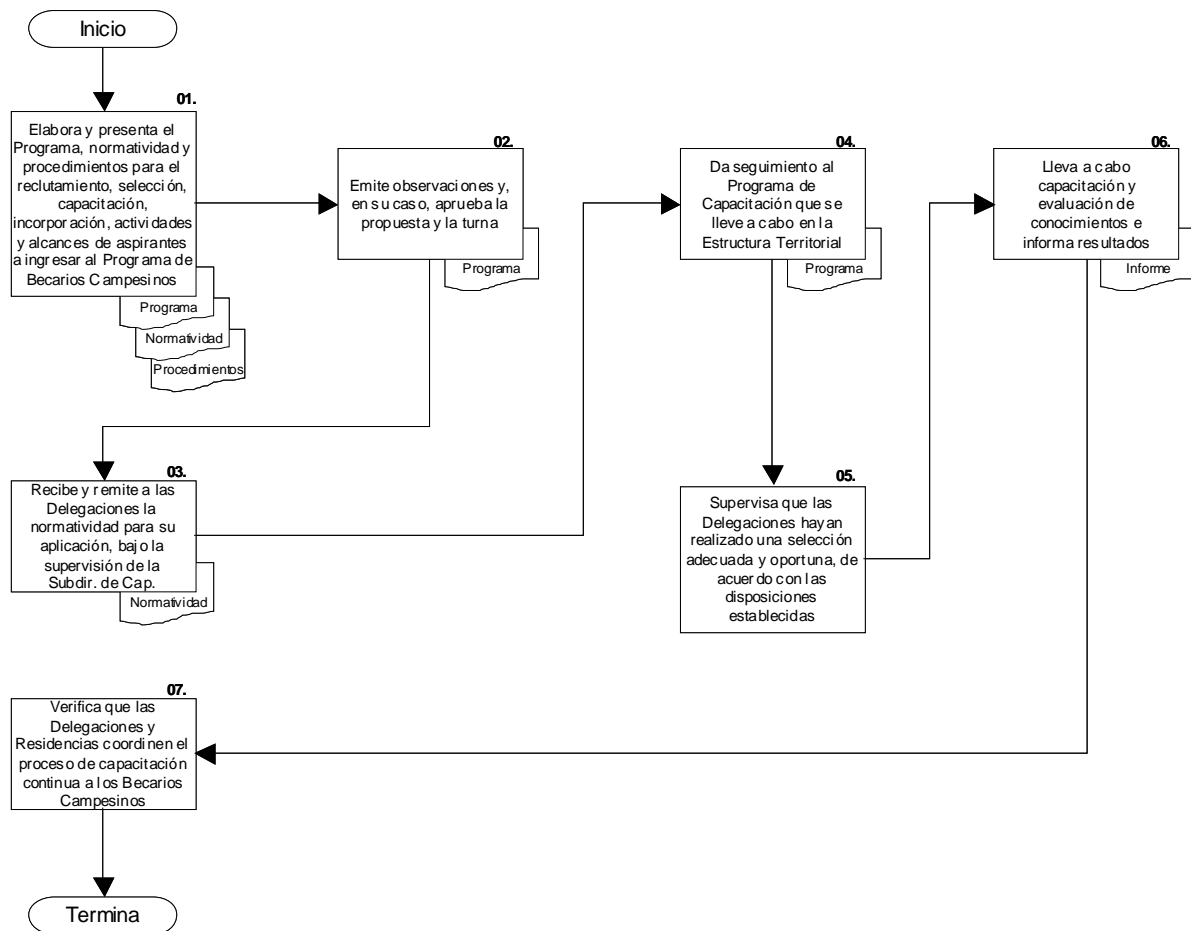 Inicio
01.
Elabora y presenta el
Programa, normatividad y
procedimientos para el
reclutamiento, selección,
capacitación,
incorporación, actividades
y alcances de aspirantes
a ingresar al Programa de
Becarios Campesinos
Programa
Normatividad
Procedimientos
02.
Emite observaciones y,
en su caso, aprueba la
propuesta y la turna
Programa
03.
Recibe y remite a las
Delegaciones la
normatividad para su
aplicación, bajo la
supervisión de la
Subdir. de Cap.
Normatividad
04.
Da seguimiento al
Programa de
Capacitación que se
lleve a cabo en la
Estructura Territorial
Programa
05.
Supervisa que las
Delegaciones hayan
realizado una selección
adecuada y oportuna, de
acuerdo con las
disposiciones
establecidas
06.
Lleva a cabo
capacitación y
evaluación de
conocimientos e
informa resultados
Informe
07.
Verifica que las
Delegaciones y
Residencias coordinen el
proceso de capacitación
continua a los Becarios
Campesinos
Termina